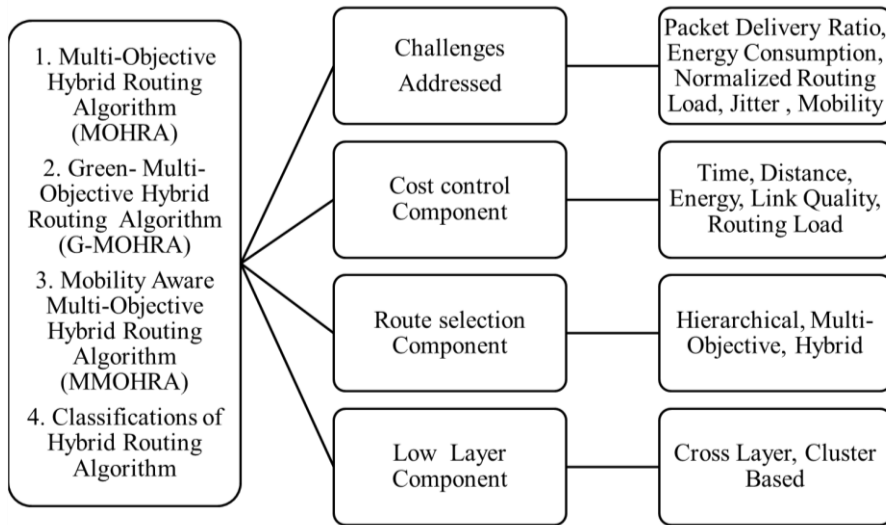 1. Multi-Objective
Hybrid Routing
Algorithm
(MOHRA)
2. Green- Multi-
Objective Hybrid
Routing Algorithm
(G-MOHRA)
3. Mobility Aware
Multi-Objective
Hybrid Routing
Algorithm
(MMOHRA)
4. Classifications of
Hybrid Routing
Algorithm
Challenges
Addressed
Packet Delivery Ratio,
Energy Consumption,
Normalized Routing
Load, Jitter , Mobility
Cost control
Component
Time, Distance,
Energy, Link Quality,
Routing Load
Route selection
Component
Hierarchical, Multi-
Objective, Hybrid
Low Layer
Component
Cross Layer, Cluster
Based